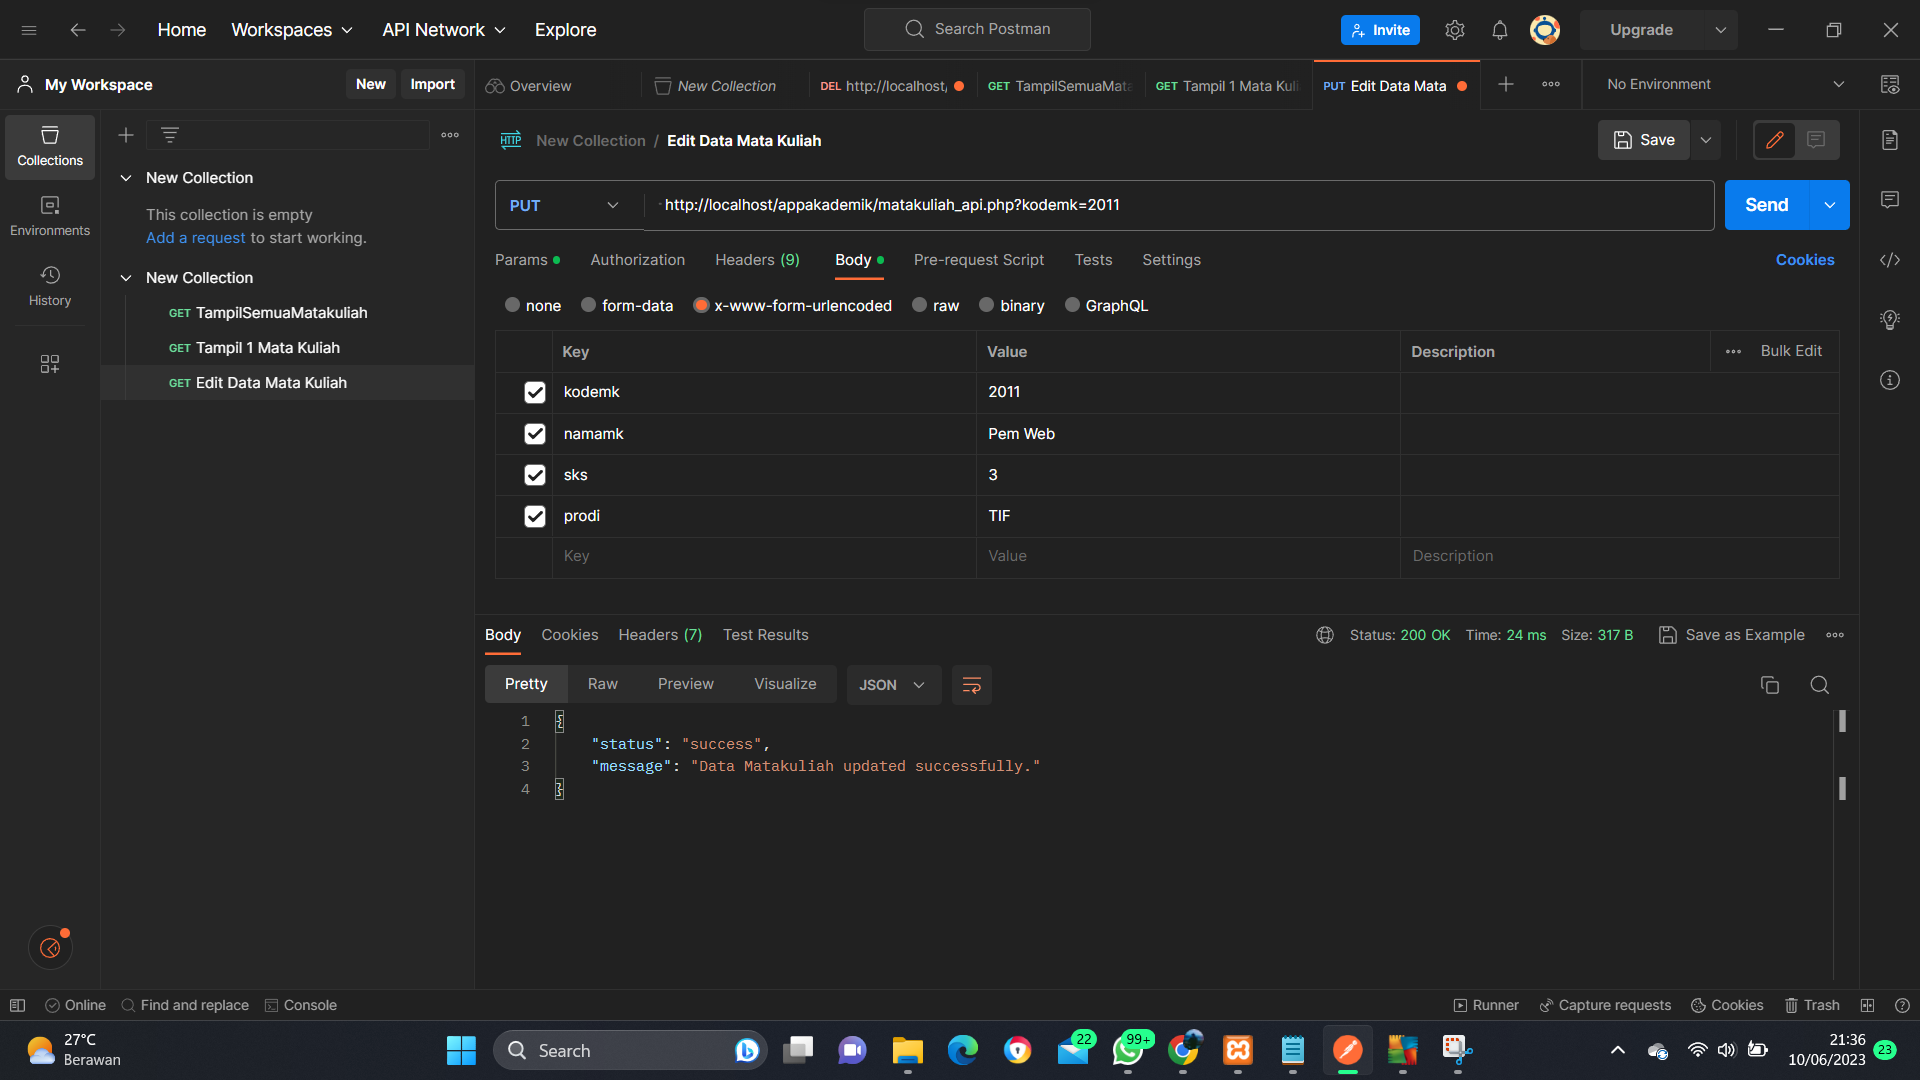 Home Workspaces API Network Explore
Search Postman
Invite
Upgrade
My Workspace New Import
Overview
New Collection
DEL http://localhost/
GET TampilSemuaMata
GET Tampil 1 Mata Kuli
PUT Edit Data Mata
No Environment
Collections
Environments
History
New Collection
This collection is empty
Add a request to start working.
New Collection
GET TampilSemuaMatakuliah
GET Tampil 1 Mata Kuliah
GET Edit Data Mata Kuliah
HTTP New Collection / Edit Data Mata Kuliah
Save
PUT http://localhost/appakademik/matakuliah_api.php?kodemk=2011
Send
Params Authorization Headers (9) Body Pre-request Script Tests Settings Cookies
none form-data x-www-form-urlencoded raw binary GraphQL
Key Value Description Bulk Edit
kodemk 2011
namamk Pem Web
sks 3
prodi TIF
Key Value Description
Body Cookies Headers (7) Test Results
Status: 200 OK Time: 24 ms Size: 317 B Save as Example
Pretty Raw Preview Visualize JSON
1 {
2 "status": "success",
3 "message": "Data Matakuliah updated successfully."
4 }
Online Find and replace Console
Runner Capture requests Cookies Trash
27°C
Berawan
Search
22
99+
21:36
10/06/2023
23